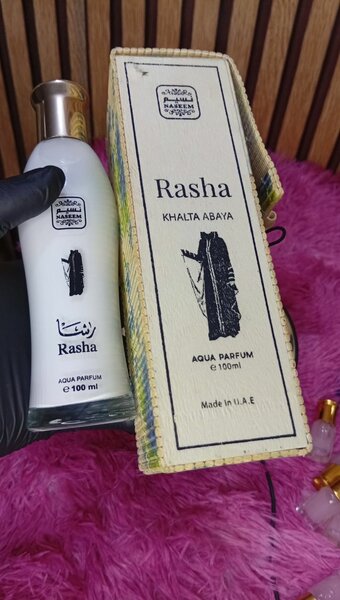 نسيم
NASEEM
رشا
Rasha
AQUA PARFUM
e 100 ml
نسيم
NASEEM
Rasha
KHALTA ABAYA
AQUA PARFUM
e 100ml
Made In U.A.E